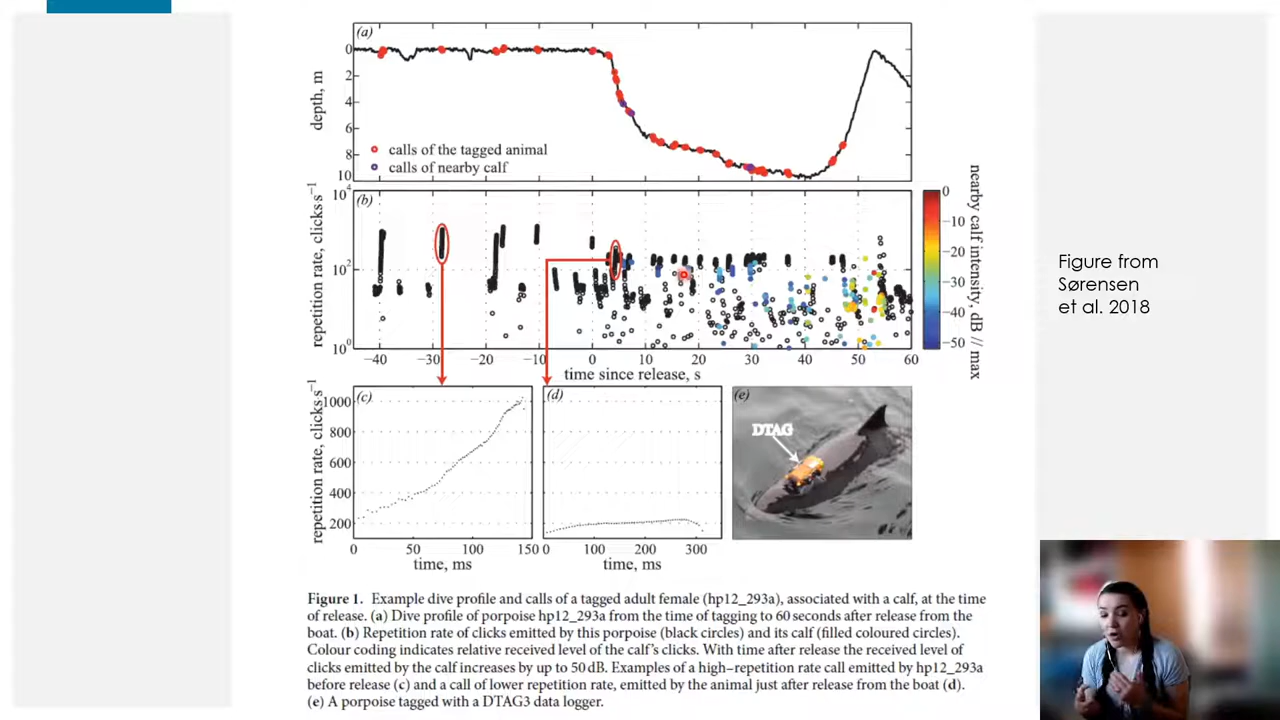 (a)
0
2
4
6
8
10
depth, m
calls of the tagged animal
calls of nearby calf
(b)
10⁴
10²
10⁰
repetition rate, clicks·s⁻¹
−40 −30 −20 −10 0 10 20 30 40 50 60
time since release, s
0
−10
−20
−30
−40
−50
nearby calf intensity, dB // max
(c)
1000
800
600
400
200
repetition rate, clicks·s⁻¹
0 50 100 150
time, ms
(d)
0 100 200 300
time, ms
(e)
DTAG
Figure from
Sørensen
et al. 2018
Figure 1. Example dive profile and calls of a tagged adult female (hp12_293a), associated with a calf, at the time
of release. (a) Dive profile of porpoise hp12_293a from the time of tagging to 60 seconds after release from the
boat. (b) Repetition rate of clicks emitted by this porpoise (black circles) and its calf (filled coloured circles).
Colour coding indicates relative received level of the calf's clicks. With time after release the received level of
clicks emitted by the calf increases by up to 50 dB. Examples of a high–repetition rate call emitted by hp12_293a
before release (c) and a call of lower repetition rate, emitted by the animal just after release from the boat (d).
(e) A porpoise tagged with a DTAG3 data logger.